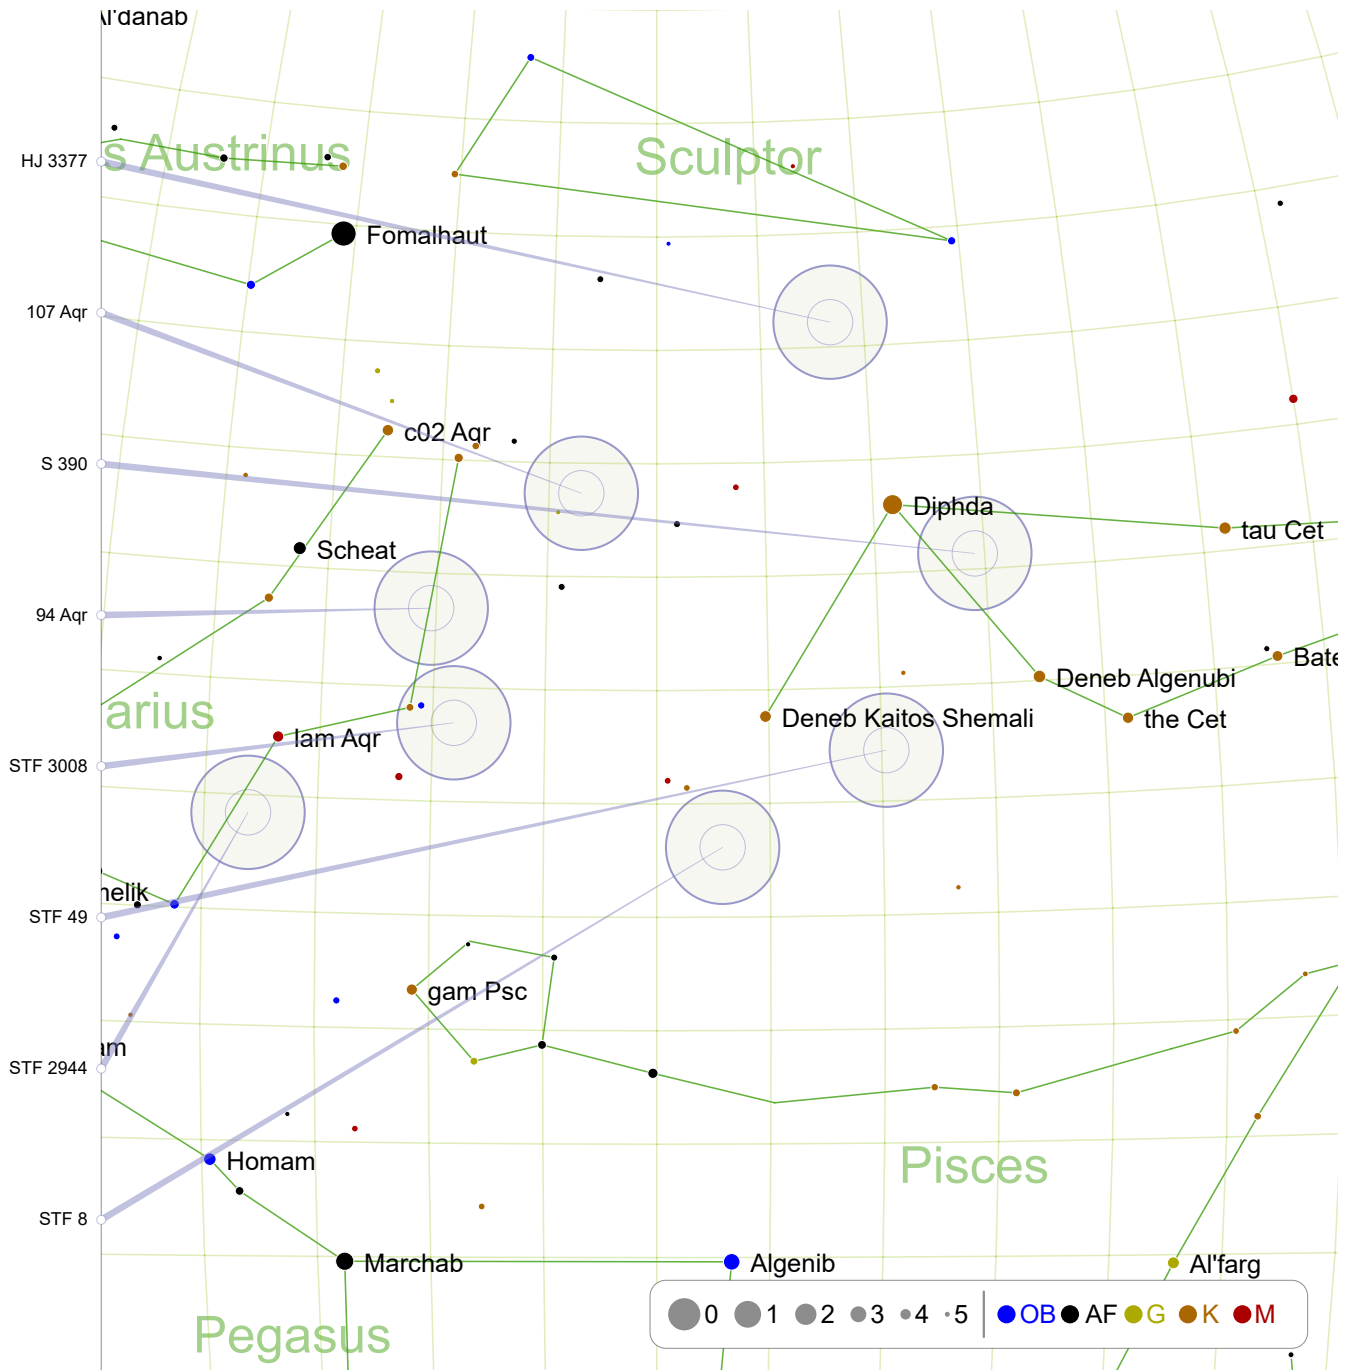 Al'danab
HJ 3377
s Austrinus
Sculptor
Fomalhaut
107 Aqr
c02 Aqr
S 390
Diphda
tau Cet
Scheat
94 Aqr
Deneb Algenubi
Bate
arius
Deneb Kaitos Shemali
the Cet
lam Aqr
STF 3008
nelik
STF 49
gam Psc
am
STF 2944
Homam
Pisces
STF 8
Marchab
Algenib
Al'farg
0 1 2 3 4 5 OB AF G K M
Pegasus